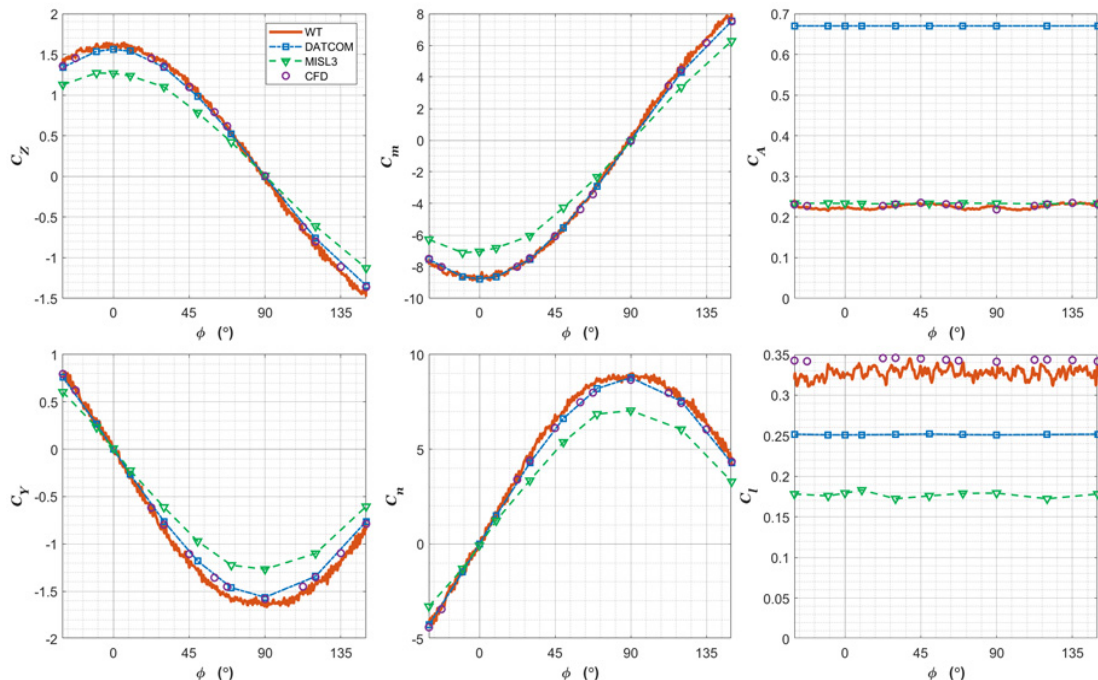 2
1.5
1
0.5
0
-0.5
-1
-1.5
C_Z
0 45 90 135
ϕ (°)
WT
DATCOM
MISL3
CFD
8
6
4
2
0
-2
-4
-6
-8
-10
C_m
0 45 90 135
ϕ (°)
0.7
0.6
0.5
0.4
0.3
0.2
0.1
0
C_A
0 45 90 135
ϕ (°)
1
0.5
0
-0.5
-1
-1.5
-2
C_Y
0 45 90 135
ϕ (°)
10
5
0
-5
C_n
0 45 90 135
ϕ (°)
0.35
0.3
0.25
0.2
0.15
0.1
0.05
0
C_l
0 45 90 135
ϕ (°)